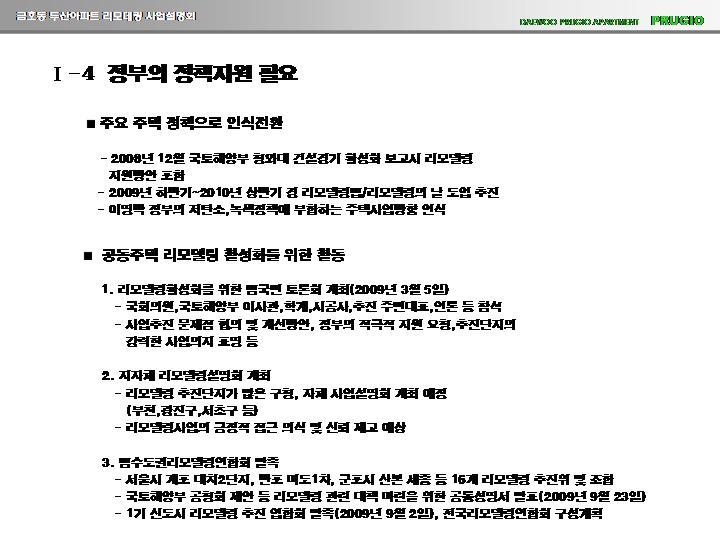 금호동 두산아파트 리모델링 사업설명회
DAEWOO PRUGIO APARTMENT PRUGIO
Ⅰ-4 정부의 정책지원 필요
■ 주요 주택 정책으로 인식전환
- 2008년 12월 국토해양부 청와대 건설경기 활성화 보고시 리모델링
지원방안 포함
- 2009년 하반기~2010년 상반기 경 리모델링법/리모델링의 날 도입 추진
- 이명박 정부의 저탄소,녹색정책에 부합하는 주택사업방향 인식
■ 공동주택 리모델링 활성화를 위한 활동
1. 리모델링활성화를 위한 범국민 토론회 개최(2009년 3월 5일)
- 국회의원,국토해양부 이사관,학계,시공사,추진 주민대표,언론 등 참석
- 사업추진 문제점 협의 및 개선방안, 정부의 적극적 지원 요청,추진단지의
강력한 사업의지 표명 등
2. 지자체 리모델링설명회 개최
- 리모델링 추진단지가 많은 구청, 자체 사업설명회 개최 예정
(부천,광진구,서초구 등)
- 리모델링사업의 긍정적 접근 의식 및 신뢰 제고 예상
3. 범수도권리모델링연합회 발족
- 서울시 개포 대치2단지, 반포 미도1차, 군포시 산본 세종 등 16개 리모델링 추진위 및 조합
- 국토해양부 공청회 제안 등 리모델링 관련 대책 마련을 위한 공동성명서 발표(2009년 9월 23일)
- 1기 신도시 리모델링 추진 연합회 발족(2009년 9월 2일), 전국리모델링연합회 구성계획